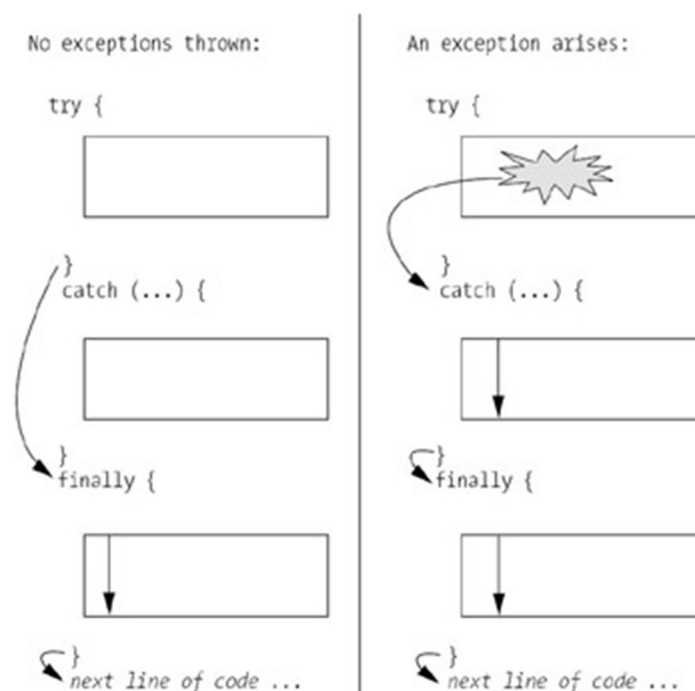 No exceptions thrown:
try {
}
catch (...) {
}
finally {
}
next line of code ...
An exception arises:
try {
}
catch (...) {
}
finally {
}
next line of code ...